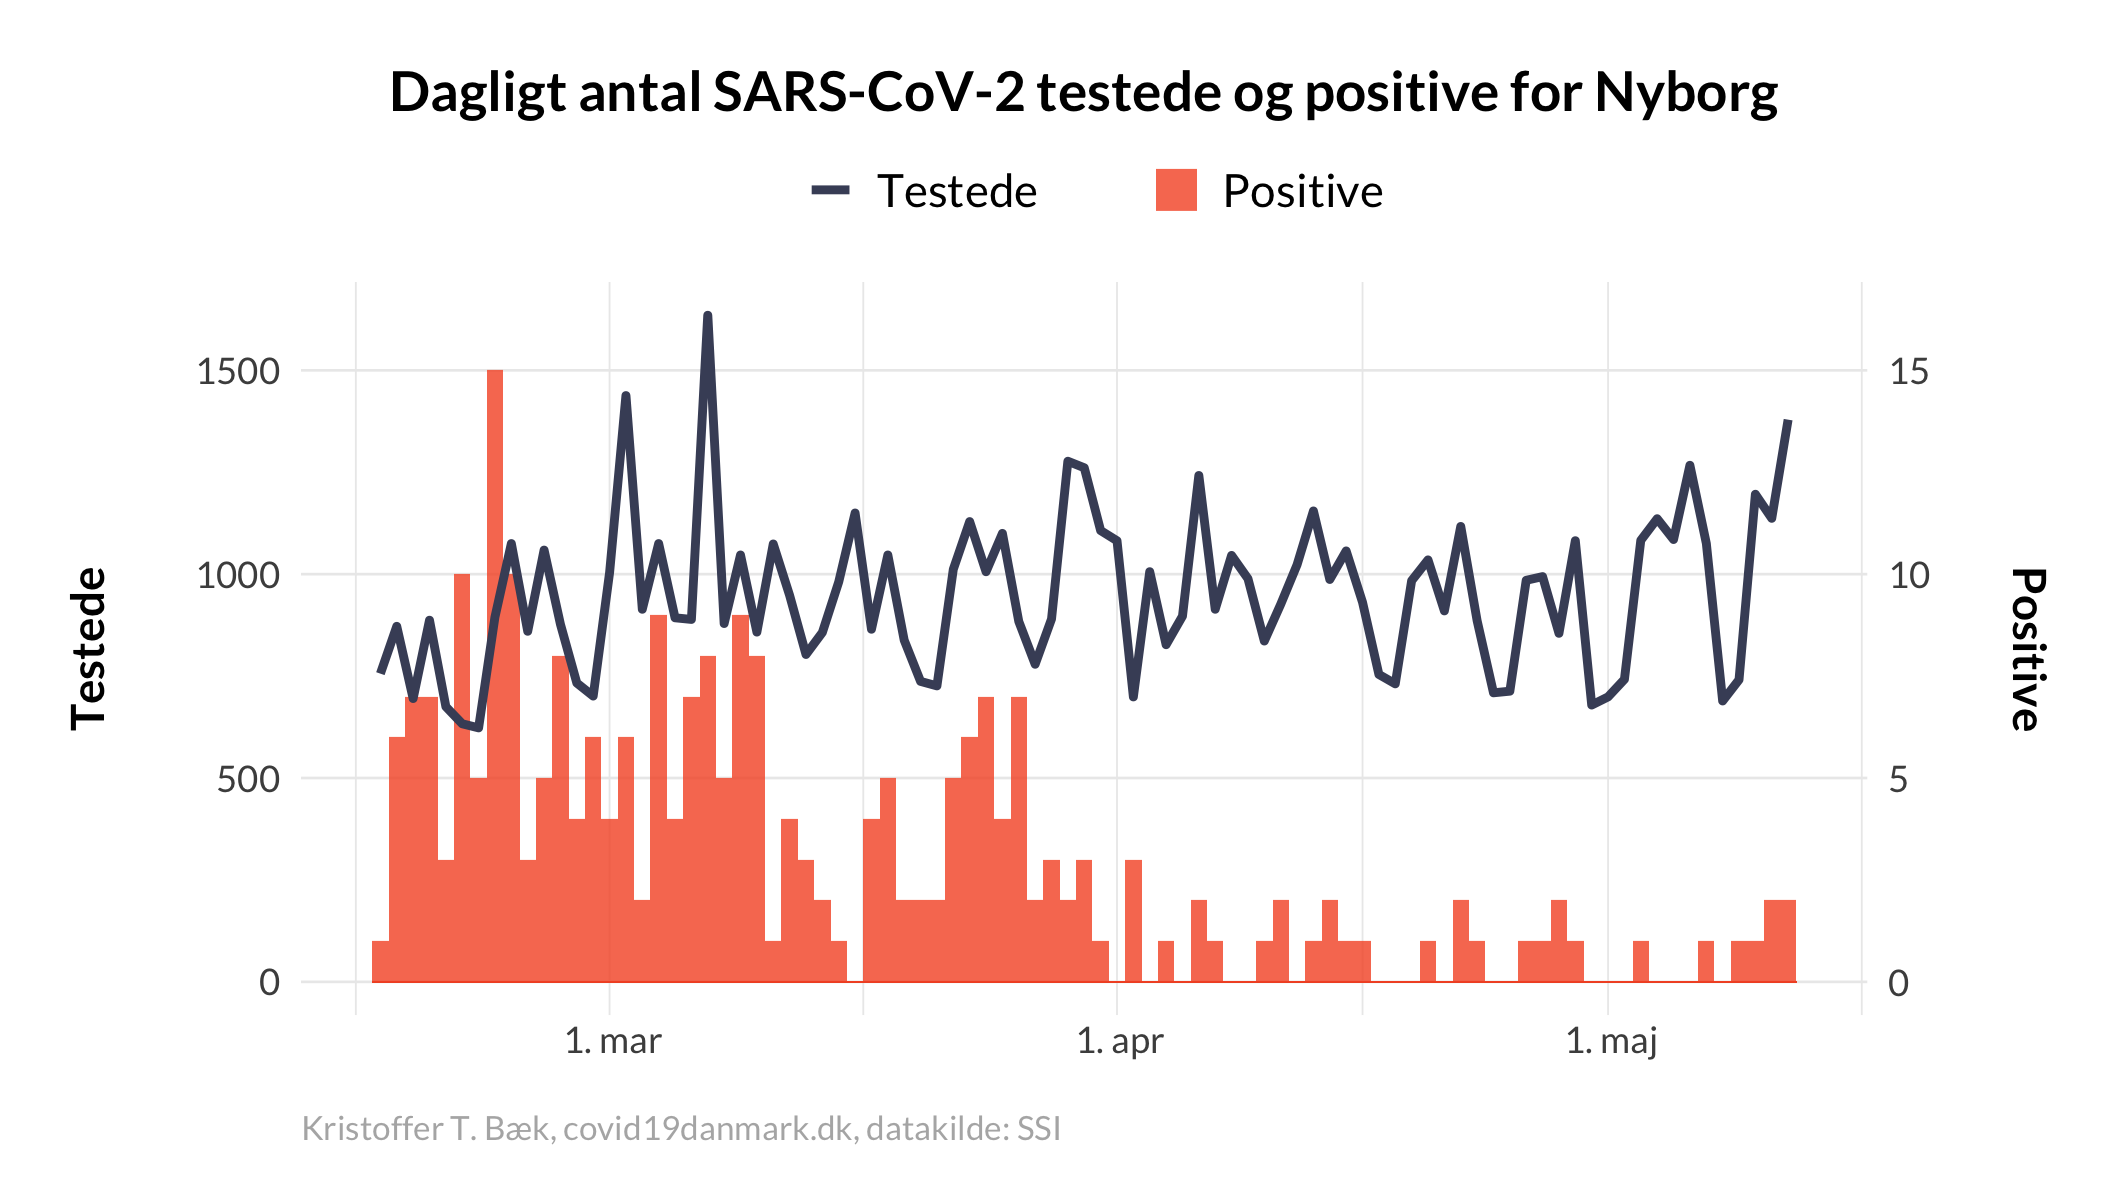 Dagligt antal SARS-CoV-2 testede og positive for Nyborg
Testede Positive
1500 15
1000 10
500 5
0 0
Testede
Positive
1. mar 1. apr 1. maj
Kristoffer T. Bæk, covid19danmark.dk, datakilde: SSI